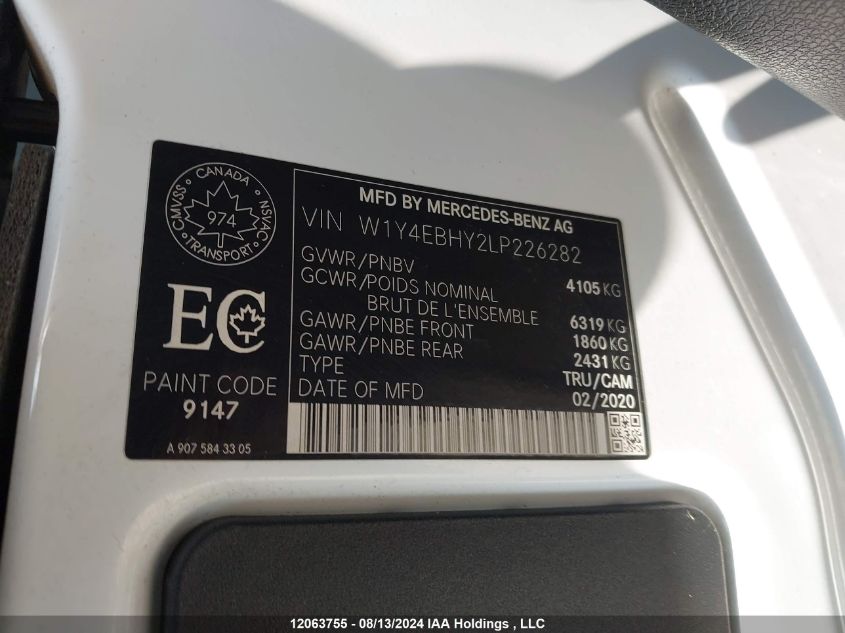 CANADA
CMVSS
NSVAC
974
TRANSPORT
EC
PAINT CODE
9147
A 907 584 33 05
MFD BY MERCEDES-BENZ AG
VIN W1Y4EBHY2LP226282
GVWR/PNBV 4105 KG
GCWR/POIDS NOMINAL
BRUT DE L'ENSEMBLE 6319 KG
GAWR/PNBE FRONT 1860 KG
GAWR/PNBE REAR 2431 KG
TYPE TRU/CAM
DATE OF MFD 02/2020
12063755 - 08/13/2024 IAA Holdings , LLC